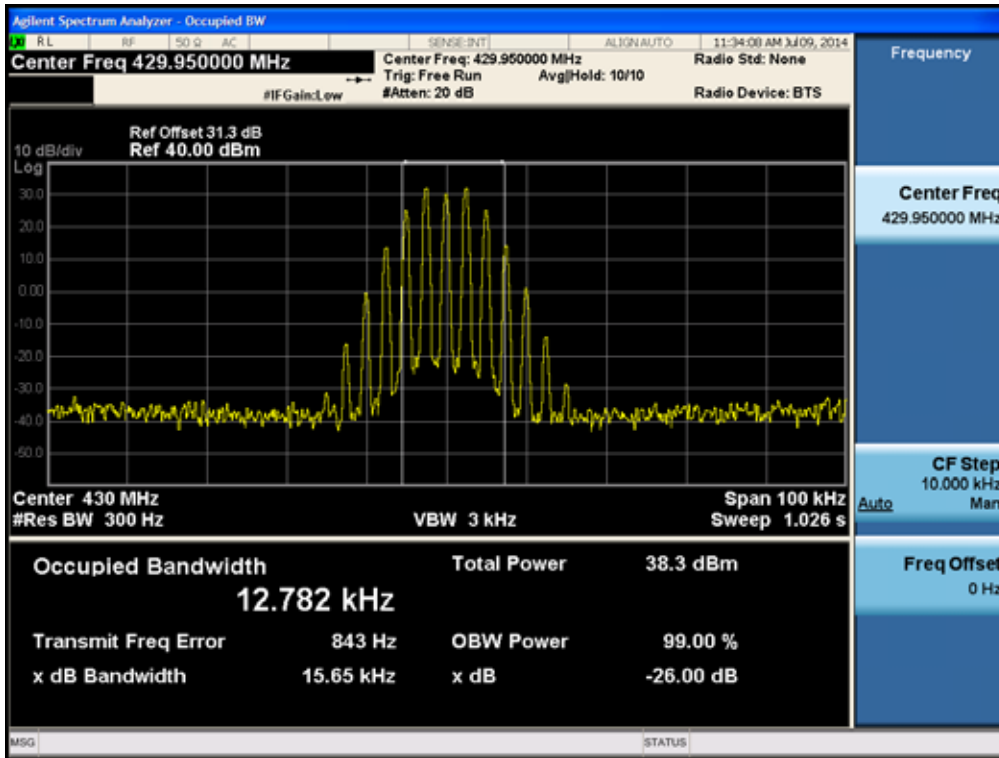 Agilent Spectrum Analyzer - Occupied BW
RL RF 50 Ω AC SENSE:INT ALIGN AUTO 11:34:08 AM Jul 09, 2014
Center Freq 429.950000 MHz
Center Freq: 429.950000 MHz Radio Std: None
Trig: Free Run Avg|Hold: 10/10
#IFGain:Low #Atten: 20 dB Radio Device: BTS
Ref Offset 31.3 dB
10 dB/div Ref 40.00 dBm
Log
30.0
20.0
10.0
0.00
-10.0
-20.0
-30.0
-40.0
-50.0
Center 430 MHz Span 100 kHz
#Res BW 300 Hz VBW 3 kHz Sweep 1.026 s
Occupied Bandwidth Total Power 38.3 dBm
12.782 kHz
Transmit Freq Error 843 Hz OBW Power 99.00 %
x dB Bandwidth 15.65 kHz x dB -26.00 dB
MSG STATUS
Frequency
Center Freq
429.950000 MHz
CF Step
10.000 kHz
Auto Man
Freq Offset
0 Hz